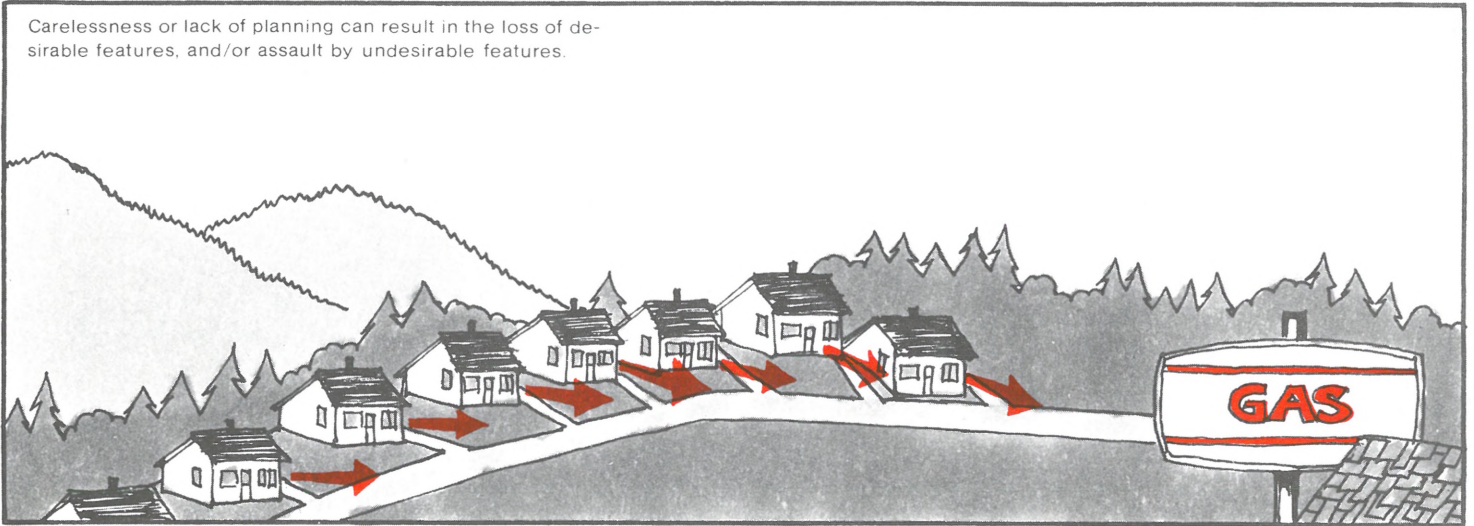 Carelessness or lack of planning can result in the loss of de-
sirable features, and/or assault by undesirable features.
GAS